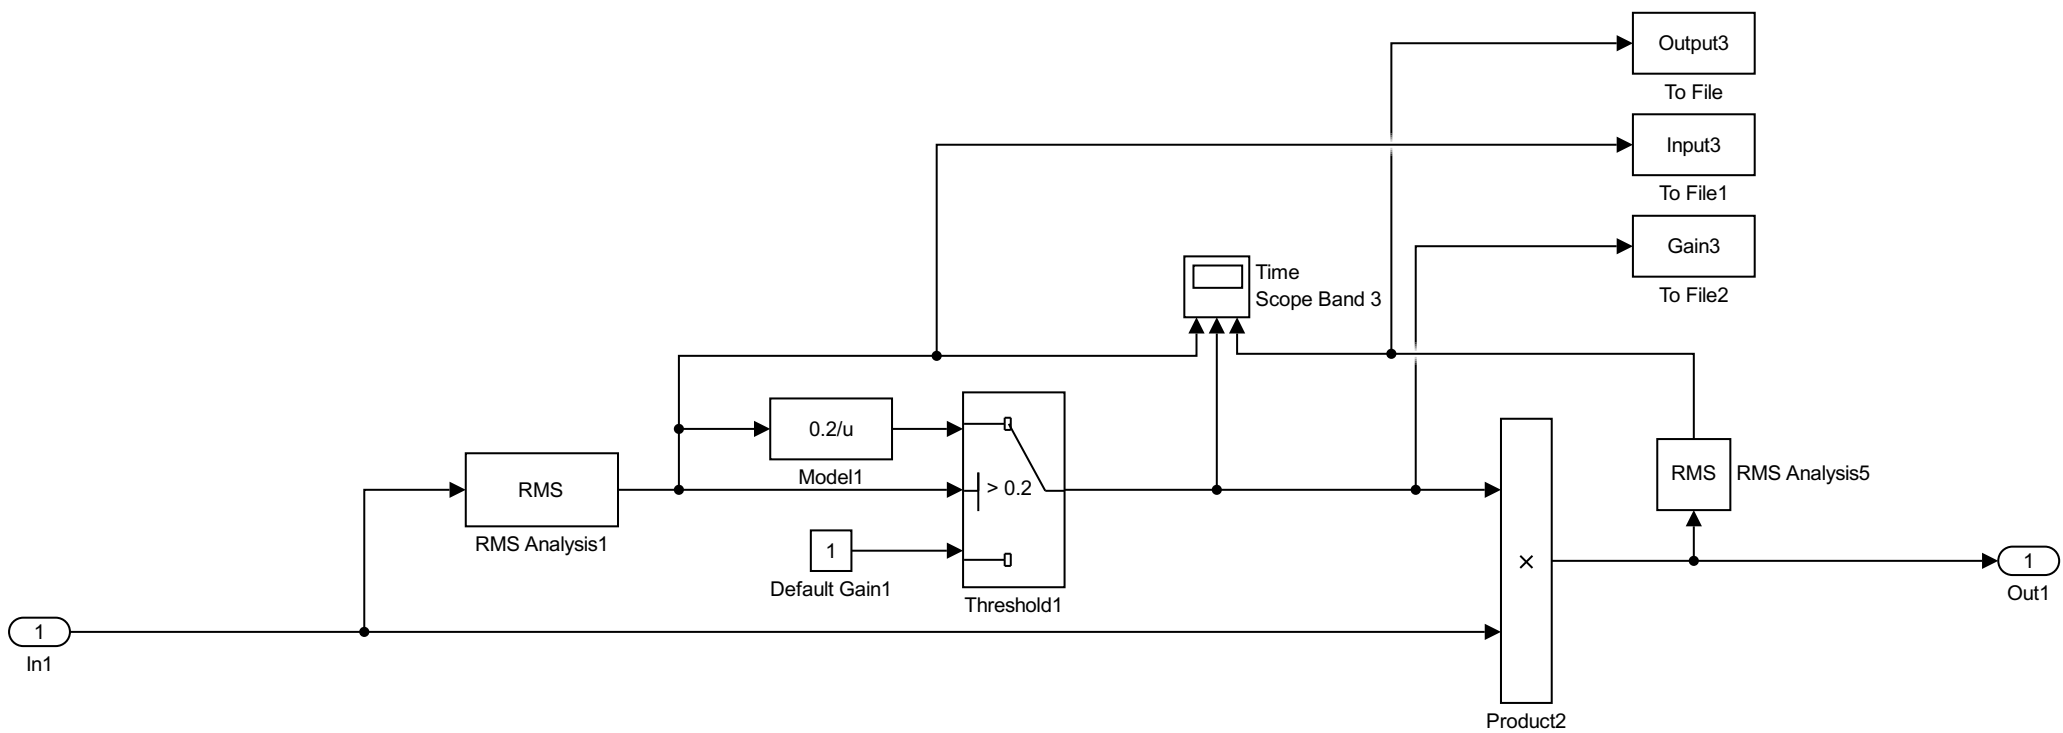 Output3
To File
Input3
To File1
Gain3
To File2
Time
Scope Band 3
0.2/u
Model1
RMS
RMS Analysis1
> 0.2
Threshold1
1
Default Gain1
RMS
RMS Analysis5
×
Product2
1
Out1
1
In1